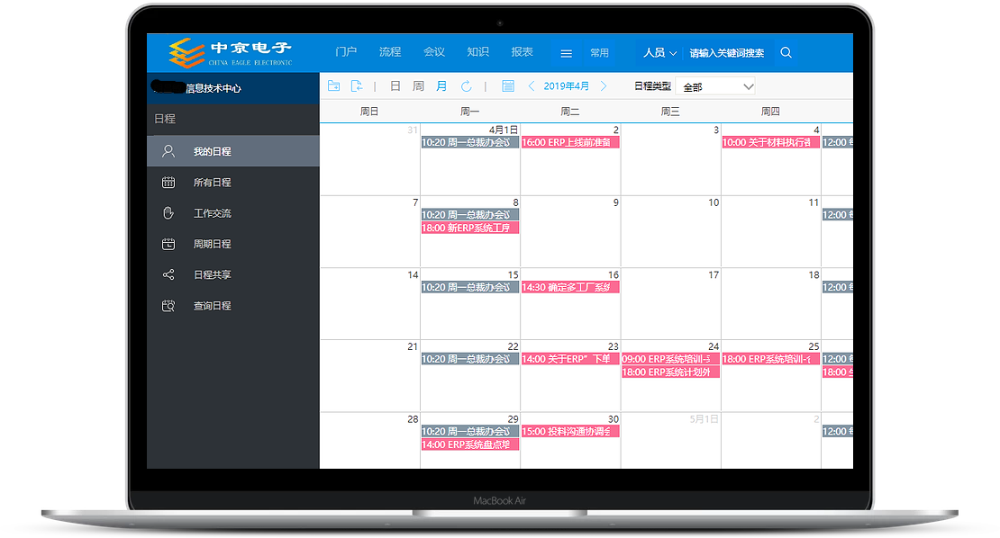 中京电子
CHINA EAGLE ELECTRONIC
门户 流程 会议 知识 报表 常用 人员 请输入关键词搜索
信息技术中心
日 周 月 2019年4月 日程类型 全部
日程
我的日程
所有日程
工作交流
周期日程
日程共享
查询日程
周日 周一 周二 周三 周四
31 4月1日 2 3 4
10:20 周一总裁办会议 16:00 ERP上线前准备 10:00 关于材料执行 12:00
7 8 9 10 11
10:20 周一总裁办会议 12:00
18:00 新ERP系统工序
14 15 16 17 18
10:20 周一总裁办会议 14:30 确定多工厂系统 12:00
21 22 23 24 25
10:20 周一总裁办会议 14:00 关于ERP” 下单 09:00 ERP系统培训- 18:00 ERP系统培训- 12:00
18:00 ERP系统计划外 18:00
28 29 30 5月1日 2
10:20 周一总裁办会议 15:00 投料沟通协调会 12:00
14:00 ERP系统盘点
MacBook Air